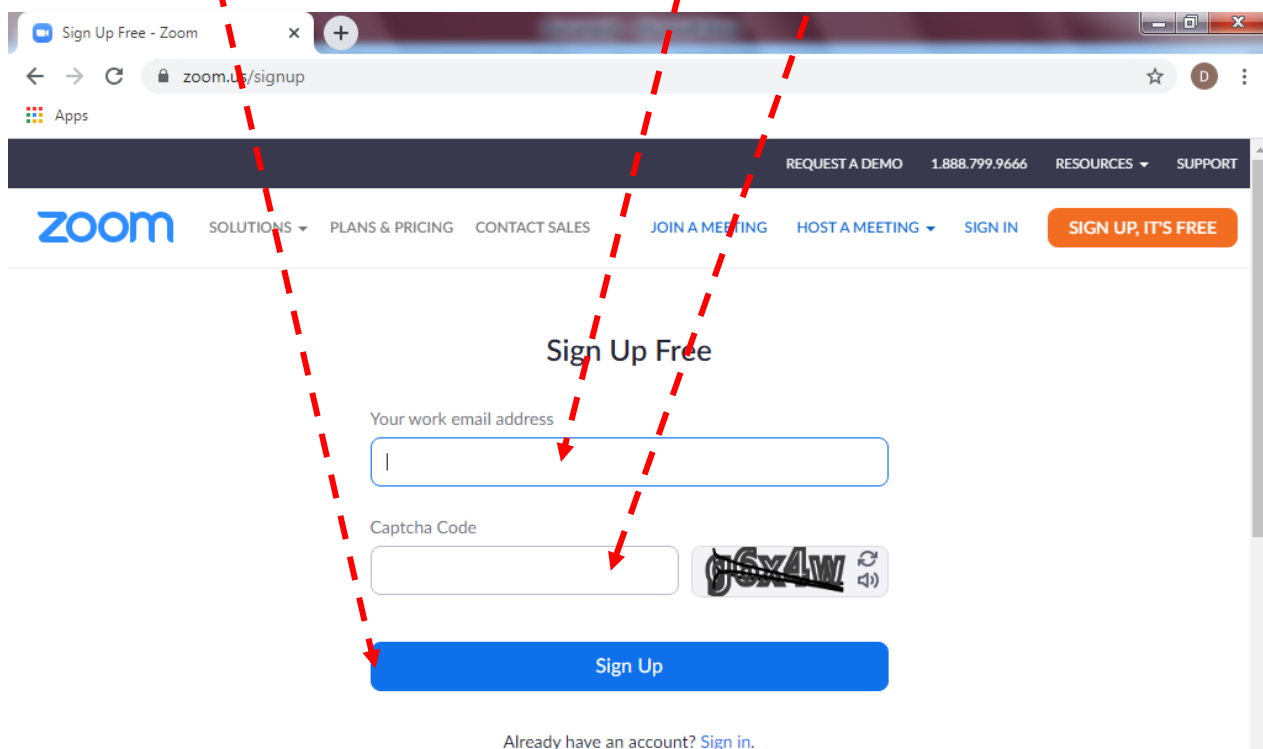 Sign Up Free - Zoom
zoom.us/signup
D
Apps
REQUEST A DEMO 1.888.799.9666 RESOURCES SUPPORT
zoom SOLUTIONS PLANS & PRICING CONTACT SALES JOIN A MEETING HOST A MEETING SIGN IN SIGN UP, IT'S FREE
Sign Up Free
Your work email address
Captcha Code
Sign Up
Already have an account? Sign in.